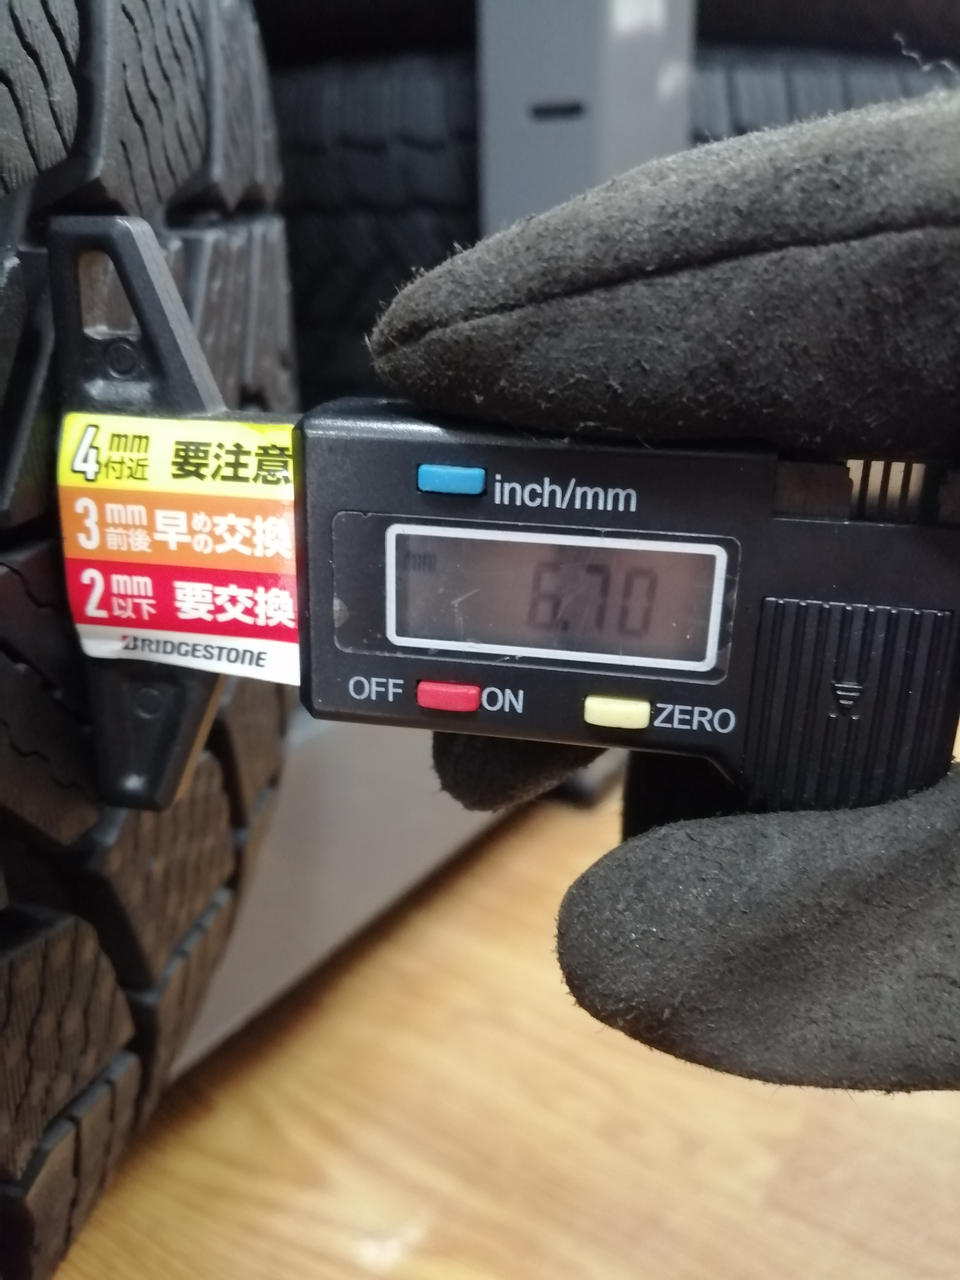 4mm付近 要注意
3mm前後 早めの交換
2mm以下 要交換
BRIDGESTONE
inch/mm
mm 6.70
OFF ON ZERO